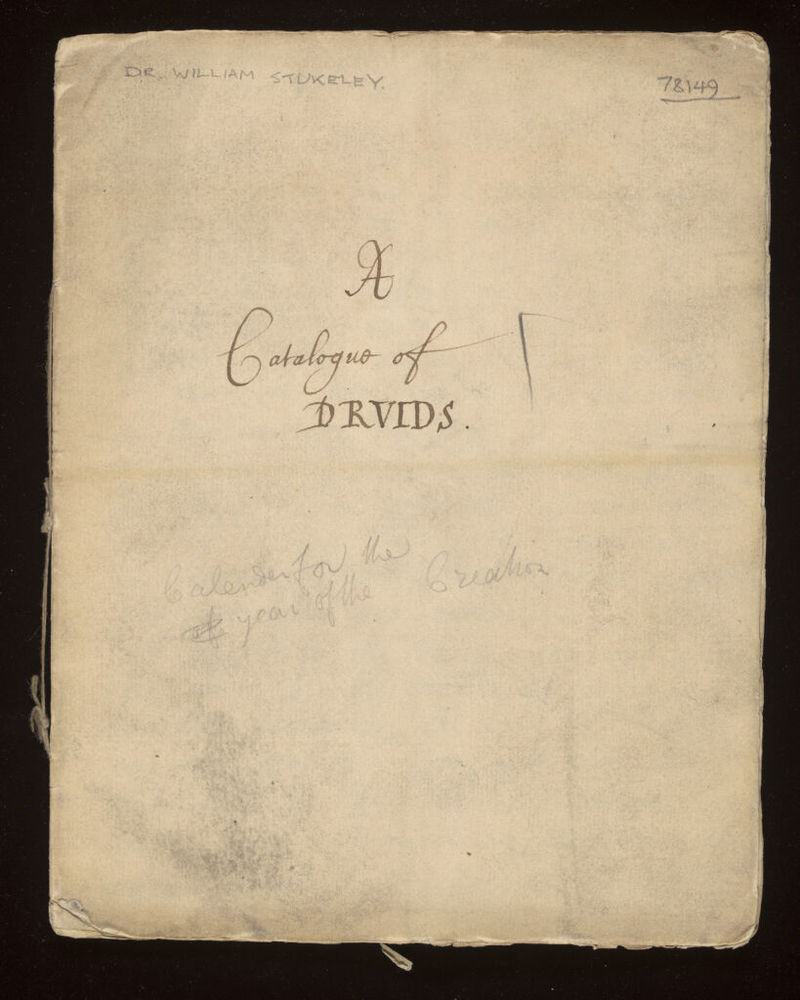 DR. WILLIAM STUKELEY.
78149
A
Catalogue of
DRVIDS.
Calender for the
year of the Creation